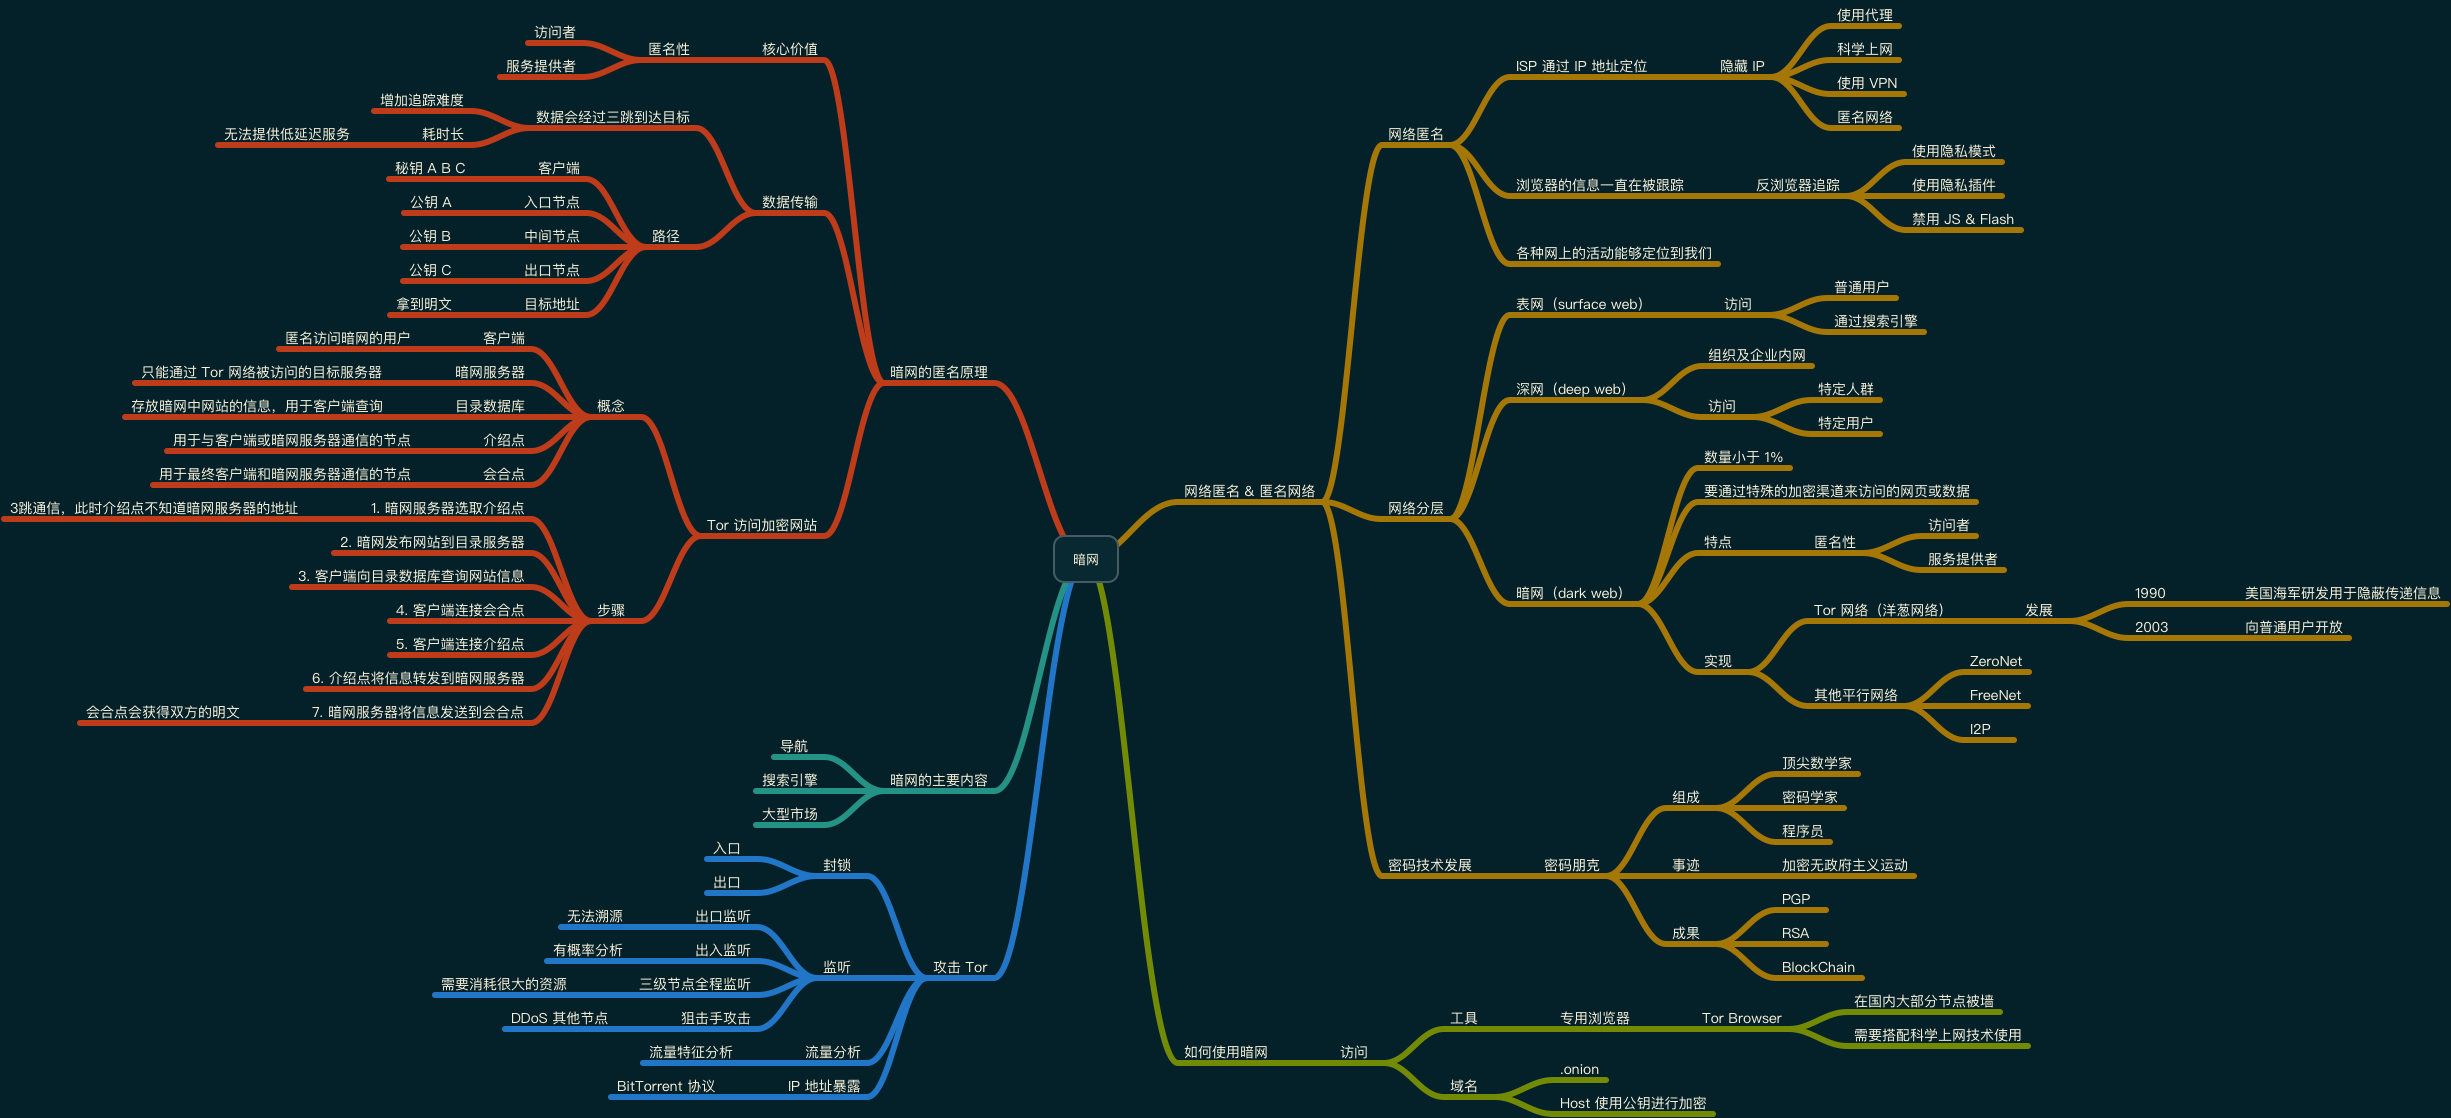 暗网
网络匿名 & 匿名网络
网络匿名
ISP 通过 IP 地址定位
隐藏 IP
使用代理
科学上网
使用 VPN
匿名网络
浏览器的信息一直在被跟踪
反浏览器追踪
使用隐私模式
使用隐私插件
禁用 JS & Flash
各种网上的活动能够定位到我们
网络分层
表网（surface web）
访问
普通用户
通过搜索引擎
深网（deep web）
组织及企业内网
访问
特定人群
特定用户
暗网（dark web）
数量小于 1%
要通过特殊的加密渠道来访问的网页或数据
特点
匿名性
访问者
服务提供者
实现
Tor 网络（洋葱网络）
发展
1990
美国海军研发用于隐蔽传递信息
2003
向普通用户开放
其他平行网络
ZeroNet
FreeNet
I2P
密码技术发展
密码朋克
组成
顶尖数学家
密码学家
程序员
事迹
加密无政府主义运动
成果
PGP
RSA
BlockChain
如何使用暗网
访问
工具
专用浏览器
Tor Browser
在国内大部分节点被墙
需要搭配科学上网技术使用
域名
.onion
Host 使用公钥进行加密
暗网的匿名原理
核心价值
匿名性
访问者
服务提供者
数据传输
数据会经过三跳到达目标
增加追踪难度
耗时长
无法提供低延迟服务
路径
客户端
秘钥 A B C
入口节点
公钥 A
中间节点
公钥 B
出口节点
公钥 C
目标地址
拿到明文
Tor 访问加密网站
概念
客户端
匿名访问暗网的用户
暗网服务器
只能通过 Tor 网络被访问的目标服务器
目录数据库
存放暗网中网站的信息，用于客户端查询
介绍点
用于与客户端或暗网服务器通信的节点
会合点
用于最终客户端和暗网服务器通信的节点
步骤
1. 暗网服务器选取介绍点
3跳通信，此时介绍点不知道暗网服务器的地址
2. 暗网发布网站到目录服务器
3. 客户端向目录数据库查询网站信息
4. 客户端连接会合点
5. 客户端连接介绍点
6. 介绍点将信息转发到暗网服务器
7. 暗网服务器将信息发送到会合点
会合点会获得双方的明文
暗网的主要内容
导航
搜索引擎
大型市场
攻击 Tor
封锁
入口
出口
监听
出口监听
无法溯源
出入监听
有概率分析
三级节点全程监听
需要消耗很大的资源
狙击手攻击
DDoS 其他节点
流量分析
流量特征分析
IP 地址暴露
BitTorrent 协议